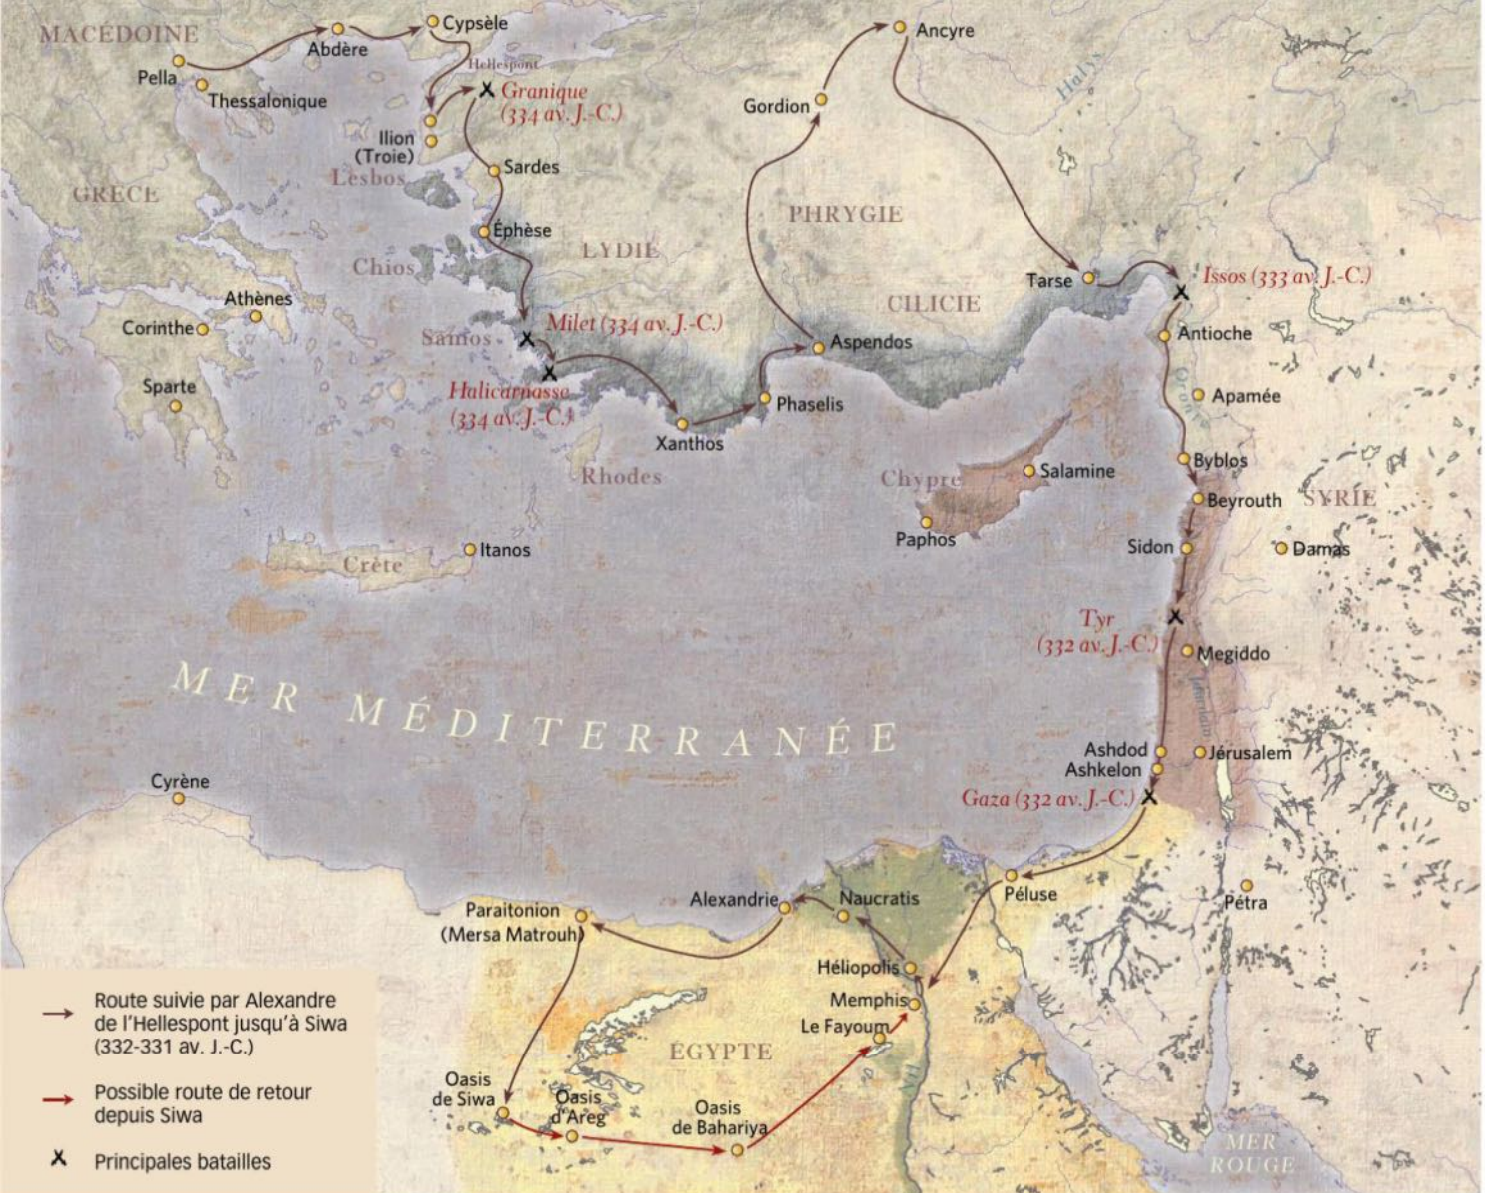 MACÉDOINE
Cypsèle
Ancyre
Abdère
Hellespont
Pella
Thessalonique
Granique
(334 av. J.-C.)
Halys
Gordion
Ilion
(Troie)
Lesbos
Sardes
GRÈCE
PHRYGIE
Éphèse
LYDIE
Chios
Tarse
Issos (333 av. J.-C.)
Athènes
CILICIE
Corinthe
Samos
Milet (334 av. J.-C.)
Aspendos
Antioche
Sparte
Halicarnasse
(334 av. J.-C.)
Phaselis
Oronte
Apamée
Xanthos
Rhodes
Chypre
Salamine
Byblos
Beyrouth
SYRIE
Paphos
Itanos
Crète
Sidon
Damas
Tyr
(332 av. J.-C.)
Megiddo
Jourdain
MER MÉDITERRANÉE
Ashdod
Jérusalem
Ashkelon
Cyrène
Gaza (332 av. J.-C.)
Péluse
Pétra
Alexandrie
Naucratis
Paraitonion
(Mersa Matrouh)
Héliopolis
Memphis
Le Fayoum
ÉGYPTE
Oasis
de Siwa
Oasis
d'Areg
Oasis
de Bahariya
MER
ROUGE
Route suivie par Alexandre
de l'Hellespont jusqu'à Siwa
(332-331 av. J.-C.)
Possible route de retour
depuis Siwa
Principales batailles